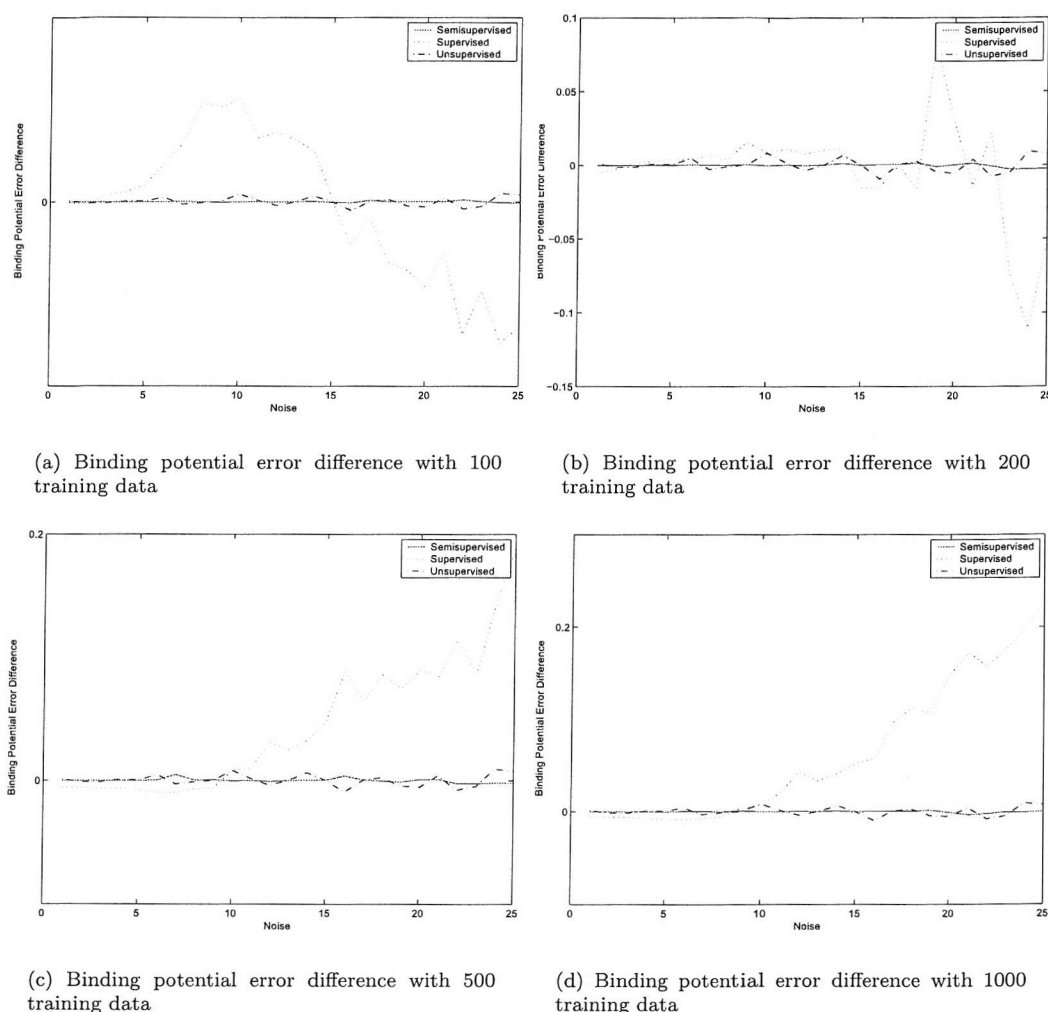 Semisupervised
Supervised
Unsupervised
Binding Potential Error Difference
0
0
5
10
15
20
25
Noise
(a) Binding potential error difference with 100
training data
Semisupervised
Supervised
Unsupervised
Binding Potential Error Difference
0.1
0.05
0
-0.05
-0.1
-0.15
0
5
10
15
20
25
Noise
(b) Binding potential error difference with 200
training data
Semisupervised
Supervised
Unsupervised
Binding Potential Error Difference
0.2
0
0
5
10
15
20
25
Noise
(c) Binding potential error difference with 500
training data
Semisupervised
Supervised
Unsupervised
Binding Potential Error Difference
0.2
0
0
5
10
15
20
25
Noise
(d) Binding potential error difference with 1000
training data